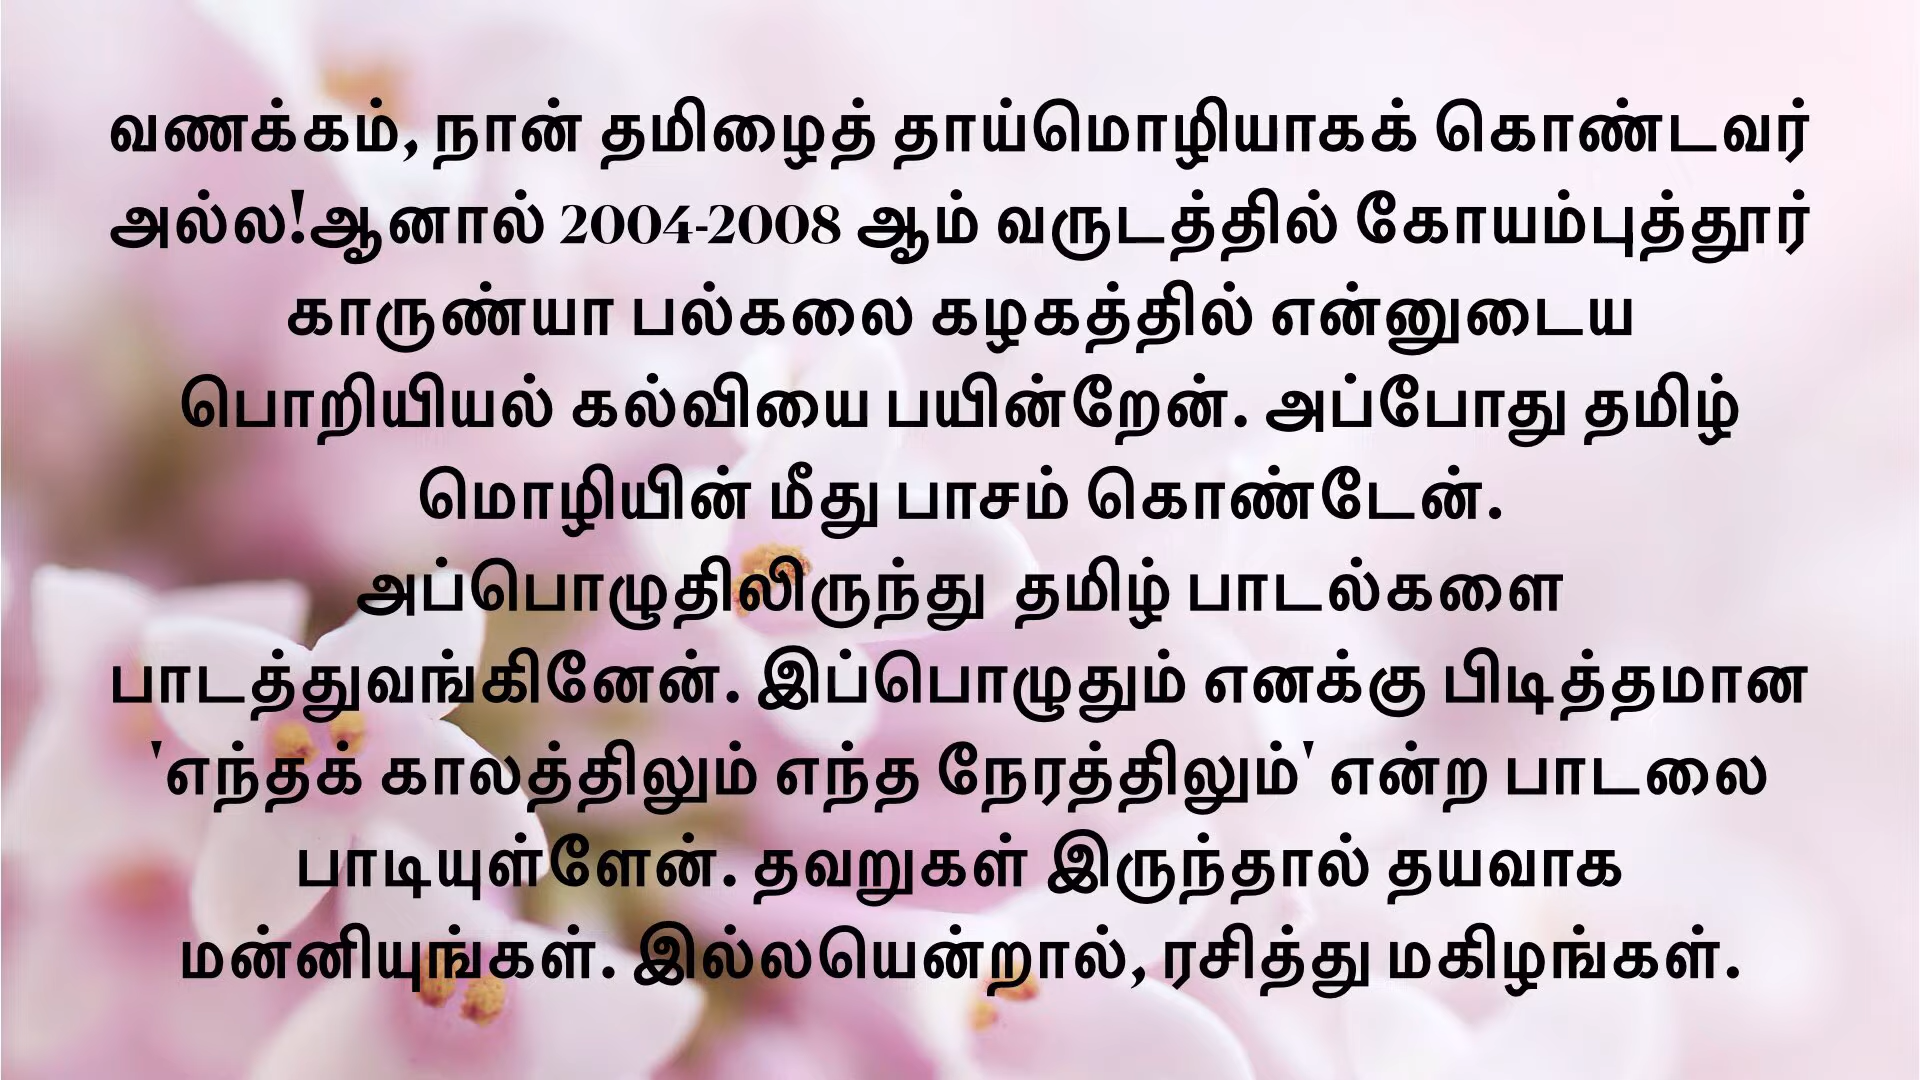 வணக்கம், நான் தமிழைத் தாய்மொழியாகக் கொண்டவர்
அல்ல!ஆனால் 2004-2008 ஆம் வருடத்தில் கோயம்புத்தூர்
காருண்யா பல்கலை கழகத்தில் என்னுடைய
பொறியியல் கல்வியை பயின்றேன். அப்போது தமிழ்
மொழியின் மீது பாசம் கொண்டேன்.
அப்பொழுதிலிருந்து தமிழ் பாடல்களை
பாடத்துவங்கினேன். இப்பொழுதும் எனக்கு பிடித்தமான
'எந்தக் காலத்திலும் எந்த நேரத்திலும்' என்ற பாடலை
பாடியுள்ளேன். தவறுகள் இருந்தால் தயவாக
மன்னியுங்கள். இல்லயென்றால், ரசித்து மகிழங்கள்.